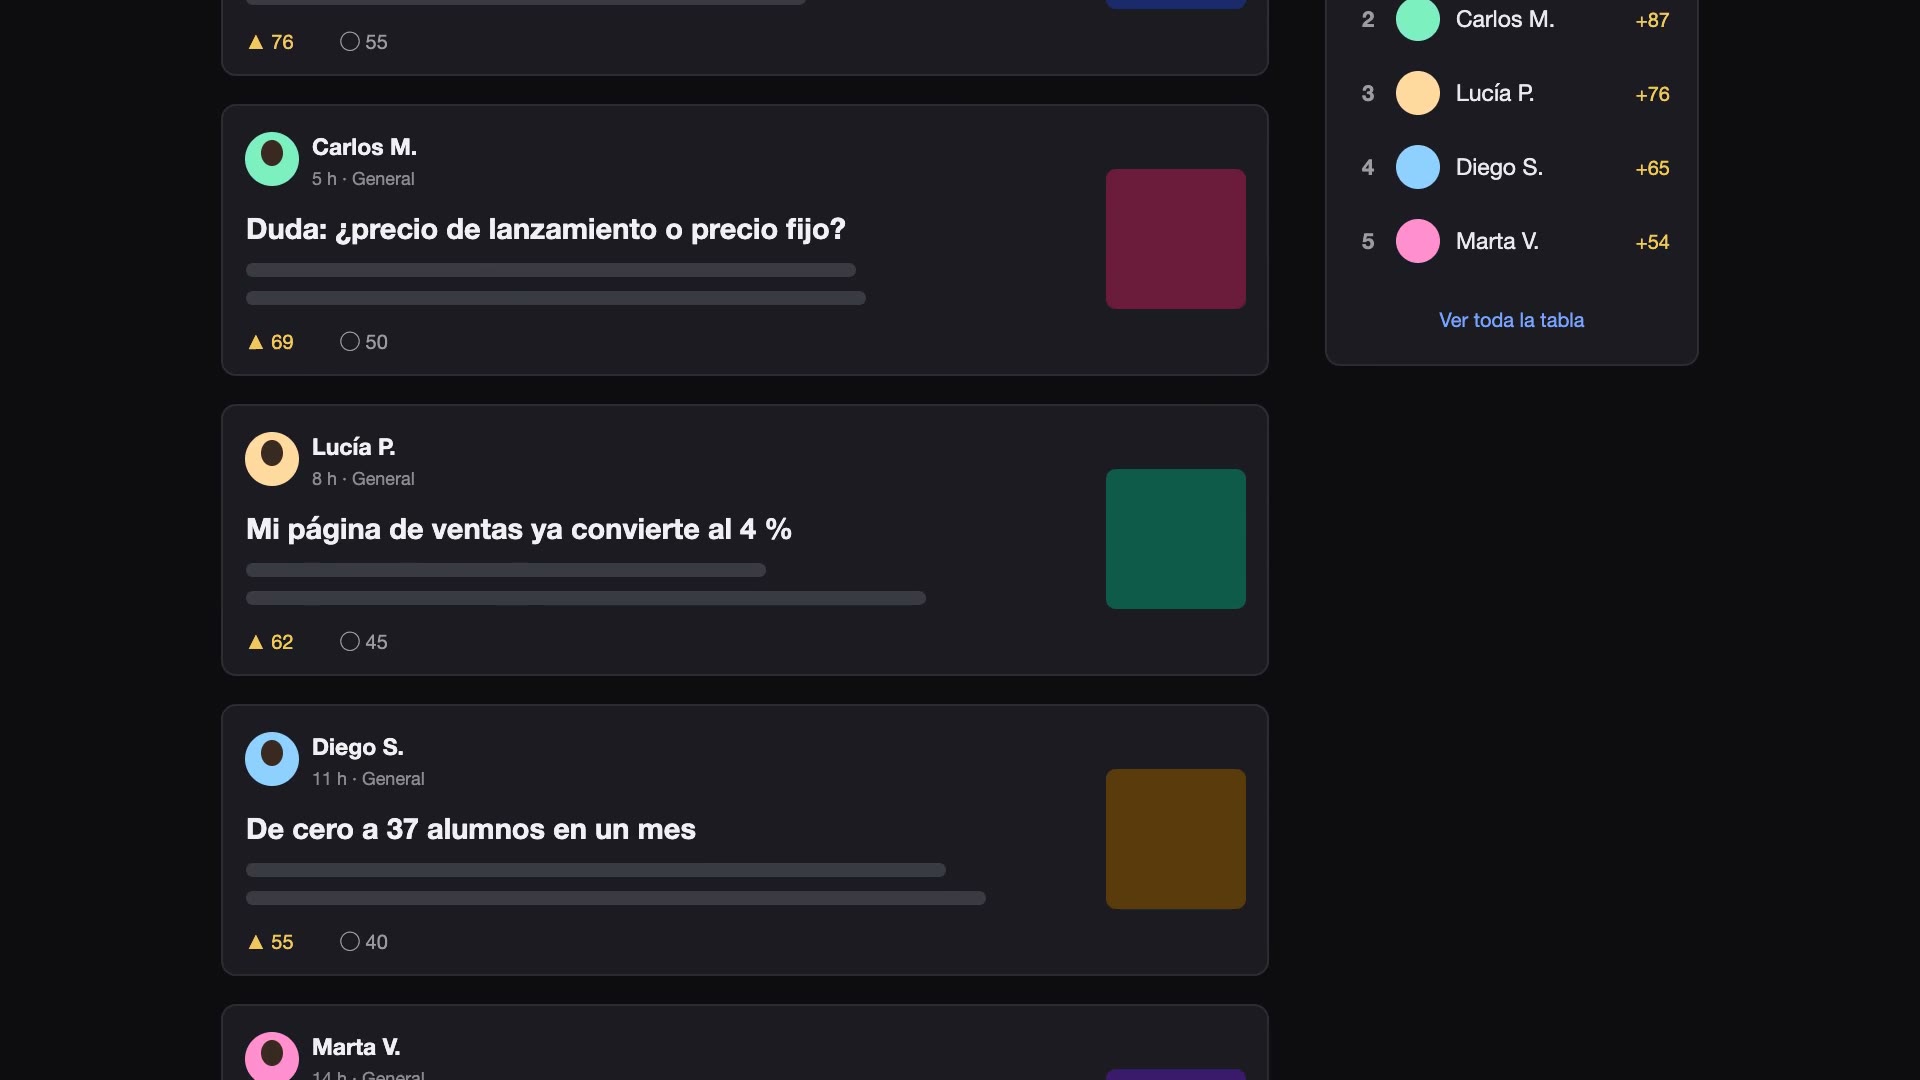 ▲ 76 ◯ 55
Carlos M.
5 h · General
Duda: ¿precio de lanzamiento o precio fijo?
▲ 69 ◯ 50
Lucía P.
8 h · General
Mi página de ventas ya convierte al 4 %
▲ 62 ◯ 45
Diego S.
11 h · General
De cero a 37 alumnos en un mes
▲ 55 ◯ 40
Marta V.
14 h · General
2 Carlos M. +87
3 Lucía P. +76
4 Diego S. +65
5 Marta V. +54
Ver toda la tabla